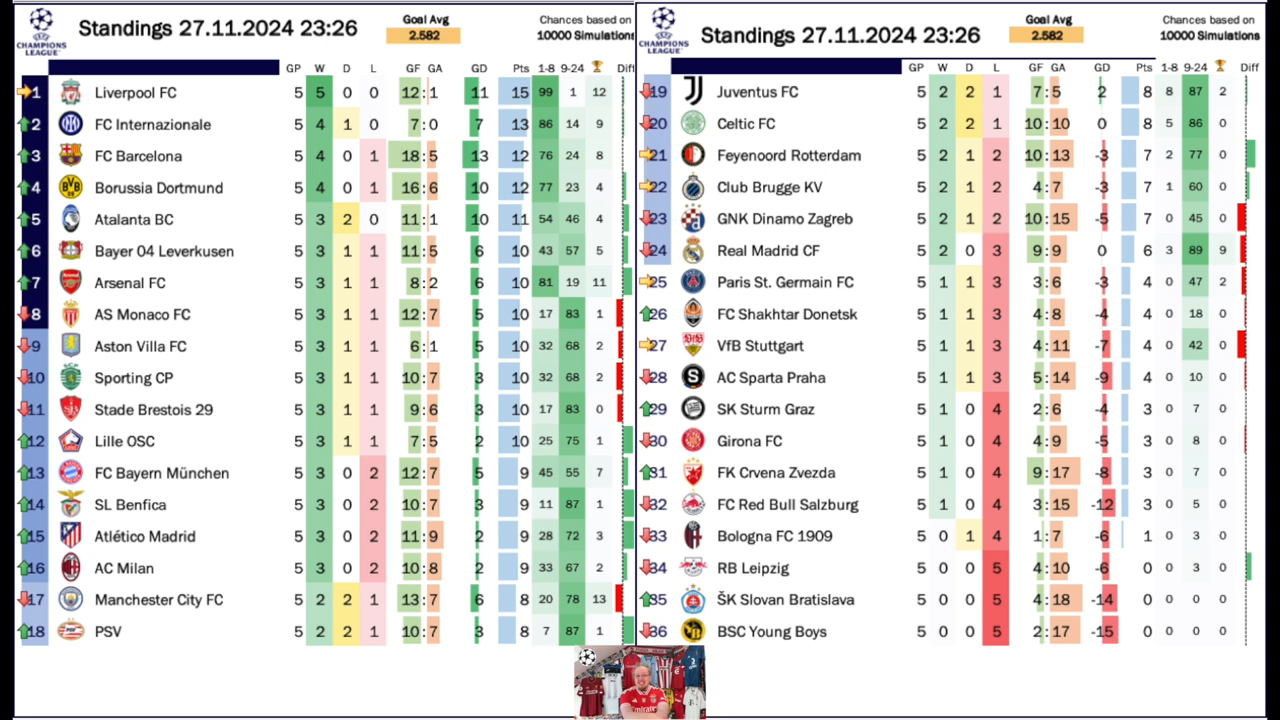 CHAMPIONS LEAGUE
Standings 27.11.2024 23:26
Goal Avg
2.582
Chances based on
10000 Simulations
GP W D L GF GA GD Pts 1-8 9-24 Diff
1 Liverpool FC 5 5 0 0 12:1 11 15 99 1 12
2 FC Internazionale 5 4 1 0 7:0 7 13 86 14 9
3 FC Barcelona 5 4 0 1 18:5 13 12 76 24 8
4 Borussia Dortmund 5 4 0 1 16:6 10 12 77 23 4
5 Atalanta BC 5 3 2 0 11:1 10 11 54 46 4
6 Bayer 04 Leverkusen 5 3 1 1 11:5 6 10 43 57 5
7 Arsenal FC 5 3 1 1 8:2 6 10 81 19 11
8 AS Monaco FC 5 3 1 1 12:7 5 10 17 83 1
9 Aston Villa FC 5 3 1 1 6:1 5 10 32 68 2
10 Sporting CP 5 3 1 1 10:7 3 10 32 68 2
11 Stade Brestois 29 5 3 1 1 9:6 3 10 17 83 0
12 Lille OSC 5 3 1 1 7:5 2 10 25 75 1
13 FC Bayern München 5 3 0 2 12:7 5 9 45 55 7
14 SL Benfica 5 3 0 2 10:7 3 9 11 87 1
15 Atlético Madrid 5 3 0 2 11:9 2 9 28 72 3
16 AC Milan 5 3 0 2 10:8 2 9 33 67 2
17 Manchester City FC 5 2 2 1 13:7 6 8 20 78 13
18 PSV 5 2 2 1 10:7 3 8 7 87 1
CHAMPIONS LEAGUE
Standings 27.11.2024 23:26
Goal Avg
2.582
Chances based on
10000 Simulations
GP W D L GF GA GD Pts 1-8 9-24 Diff
19 Juventus FC 5 2 2 1 7:5 2 8 8 87 2
20 Celtic FC 5 2 2 1 10:10 0 8 5 86 0
21 Feyenoord Rotterdam 5 2 1 2 10:13 -3 7 2 77 0
22 Club Brugge KV 5 2 1 2 4:7 -3 7 1 60 0
23 GNK Dinamo Zagreb 5 2 1 2 10:15 -5 7 0 45 0
24 Real Madrid CF 5 2 0 3 9:9 0 6 3 89 9
25 Paris St. Germain FC 5 1 1 3 3:6 -3 4 0 47 2
26 FC Shakhtar Donetsk 5 1 1 3 4:8 -4 4 0 18 0
27 VfB Stuttgart 5 1 1 3 4:11 -7 4 0 42 0
28 AC Sparta Praha 5 1 1 3 5:14 -9 4 0 10 0
29 SK Sturm Graz 5 1 0 4 2:6 -4 3 0 7 0
30 Girona FC 5 1 0 4 4:9 -5 3 0 8 0
31 FK Crvena Zvezda 5 1 0 4 9:17 -8 3 0 7 0
32 FC Red Bull Salzburg 5 1 0 4 3:15 -12 3 0 5 0
33 Bologna FC 1909 5 0 1 4 1:7 -6 1 0 3 0
34 RB Leipzig 5 0 0 5 4:10 -6 0 0 3 0
35 ŠK Slovan Bratislava 5 0 0 5 4:18 -14 0 0 0 0
36 BSC Young Boys 5 0 0 5 2:17 -15 0 0 0 0